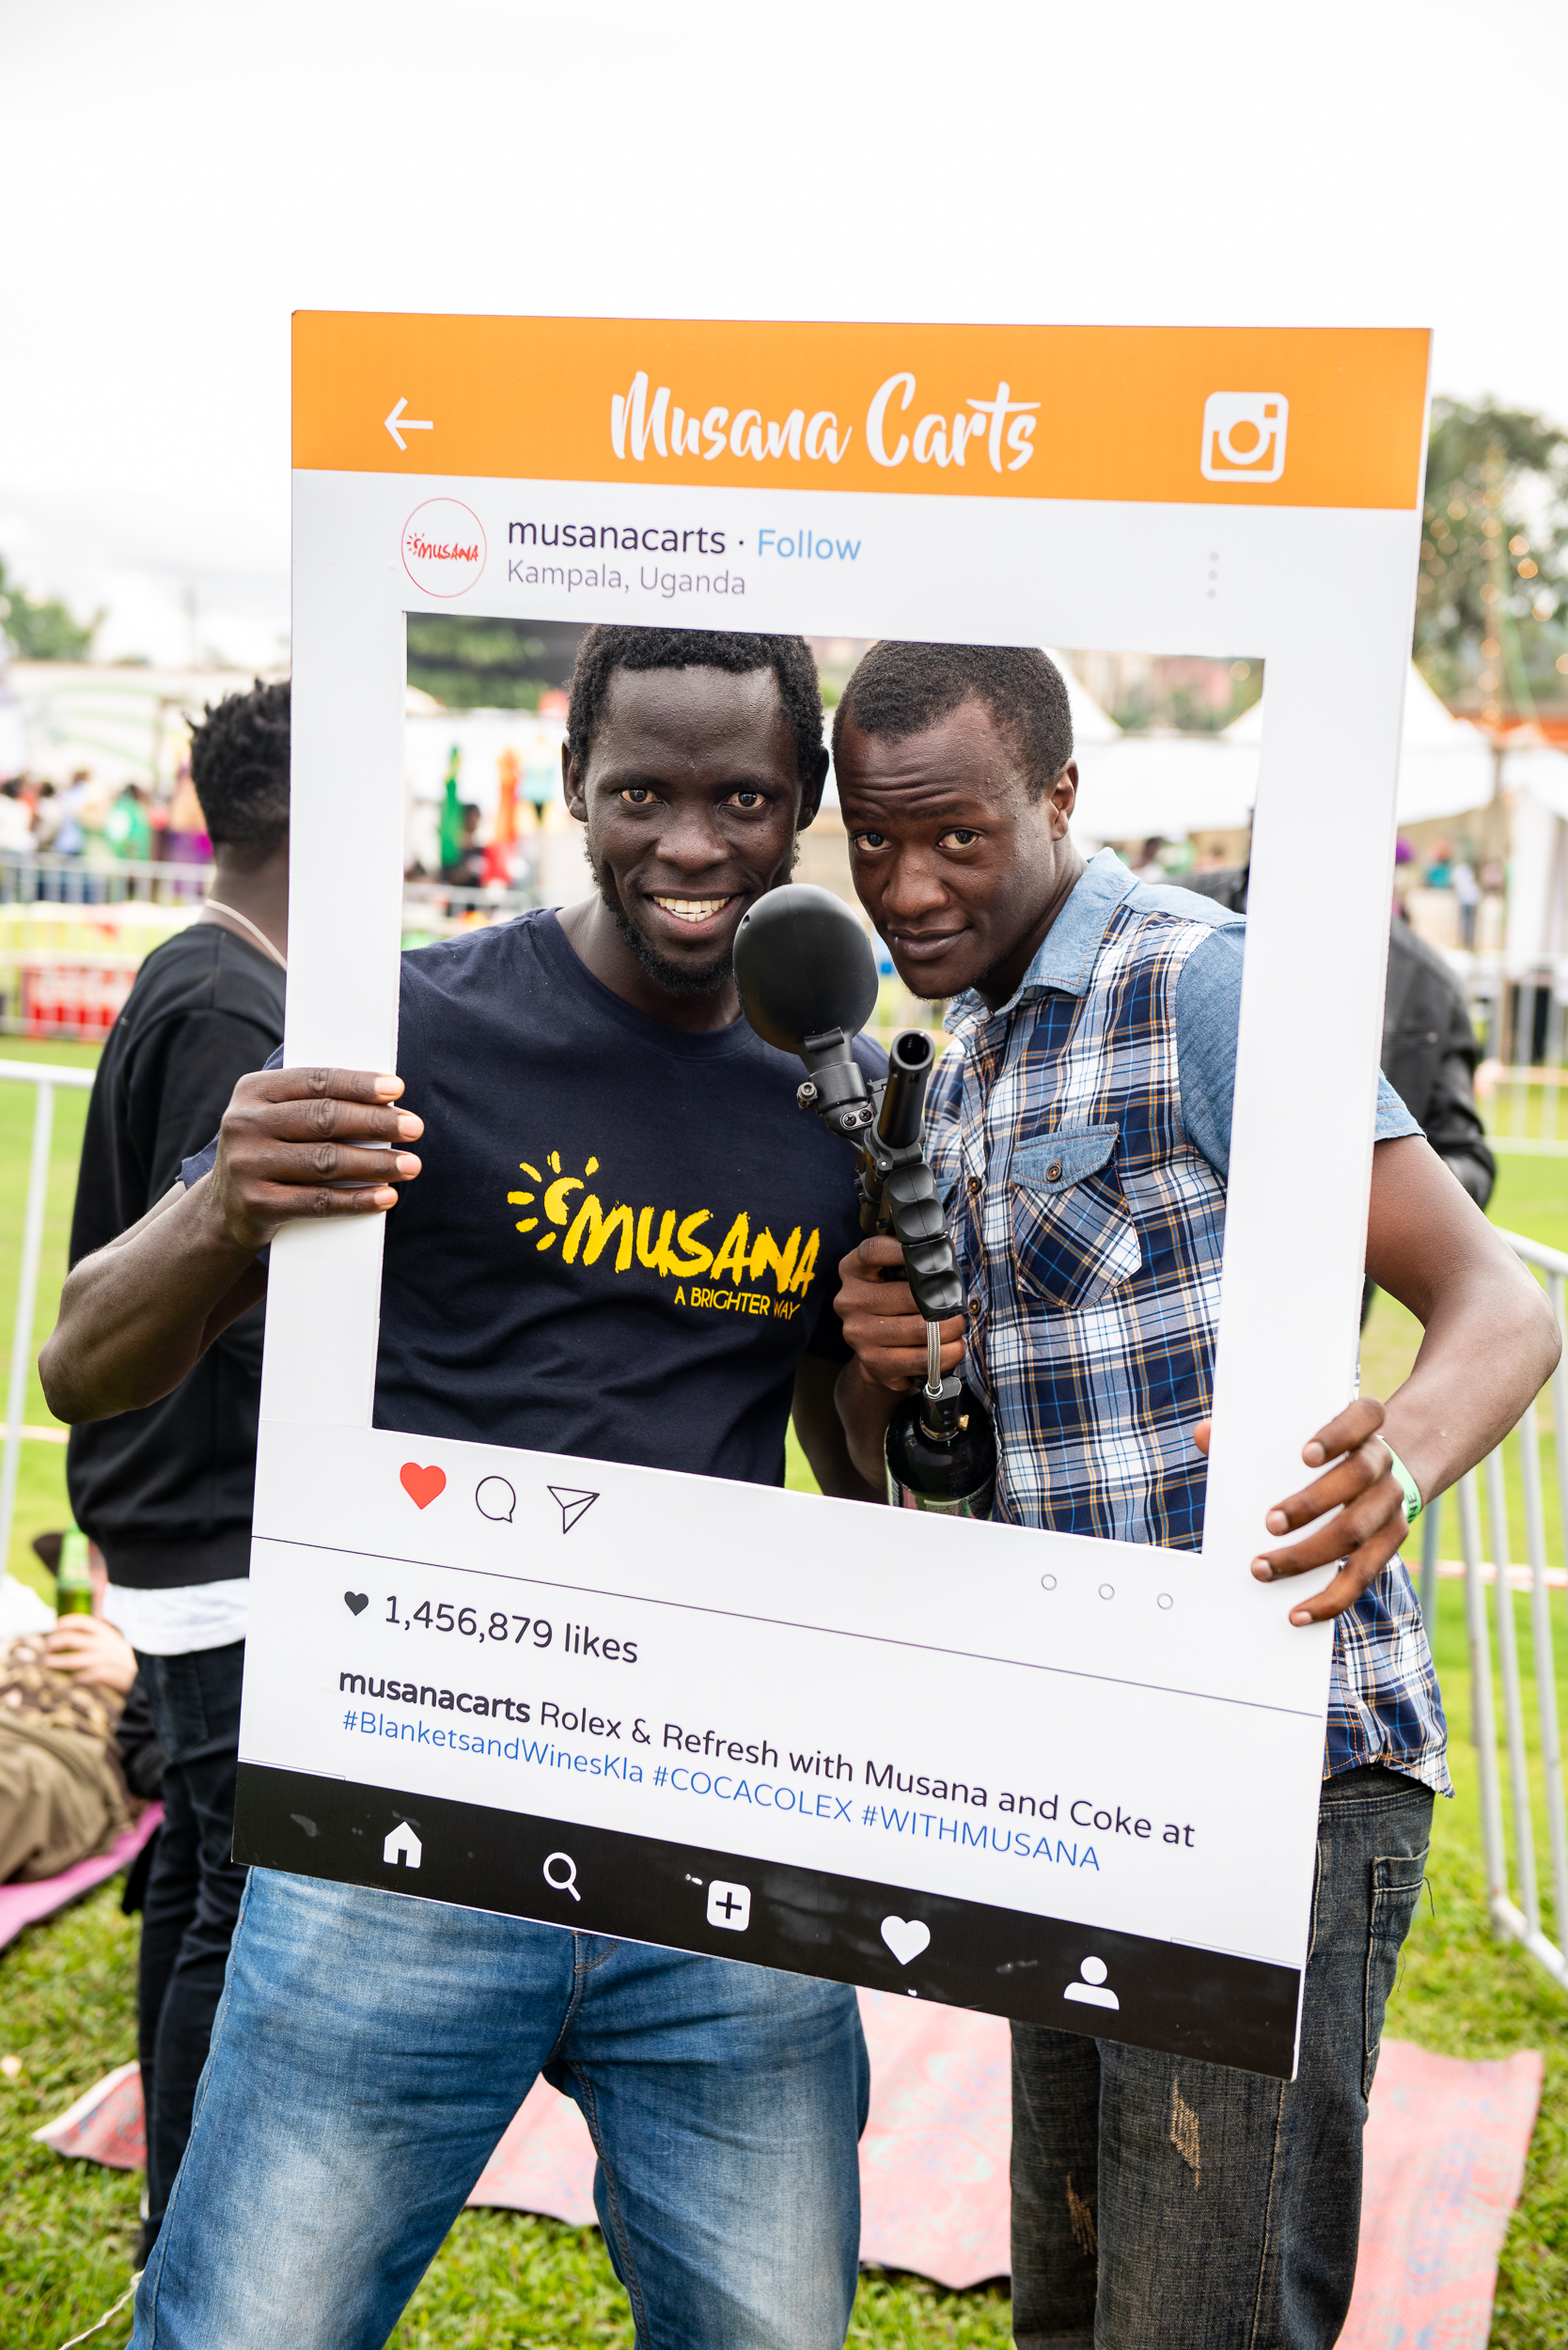 Musana Carts
MUSANA
musanacarts · Follow
Kampala, Uganda
MUSANA
A BRIGHTER WAY
1,456,879 likes
musanacarts Rolex & Refresh with Musana and Coke at
#BlanketsandWinesKla #COCACOLEX #WITHMUSANA